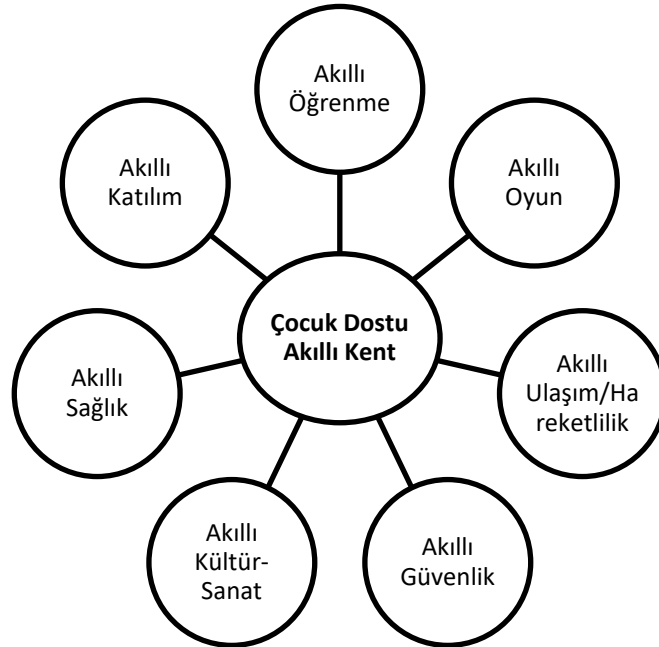 Akıllı
Öğrenme
Akıllı
Oyun
Akıllı
Ulaşım/Ha
reketlilik
Akıllı
Güvenlik
Akıllı
Kültür-
Sanat
Akıllı
Sağlık
Akıllı
Katılım
Çocuk Dostu
Akıllı Kent